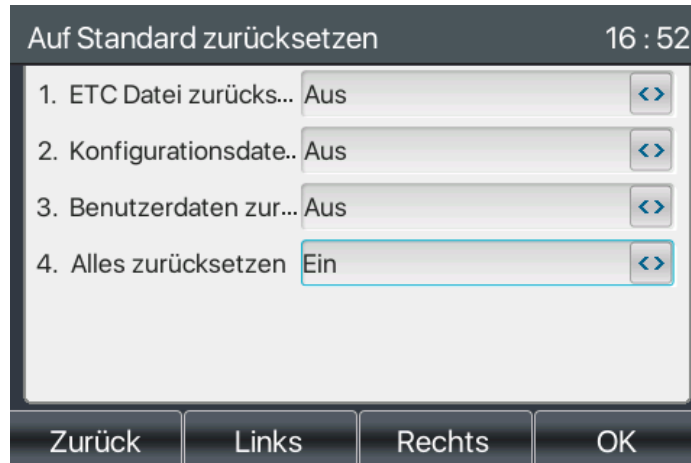 Auf Standard zurücksetzen 16 : 52
1. ETC Datei zurücks... Aus
2. Konfigurationsdate.. Aus
3. Benutzerdaten zur... Aus
4. Alles zurücksetzen Ein
Zurück Links Rechts OK